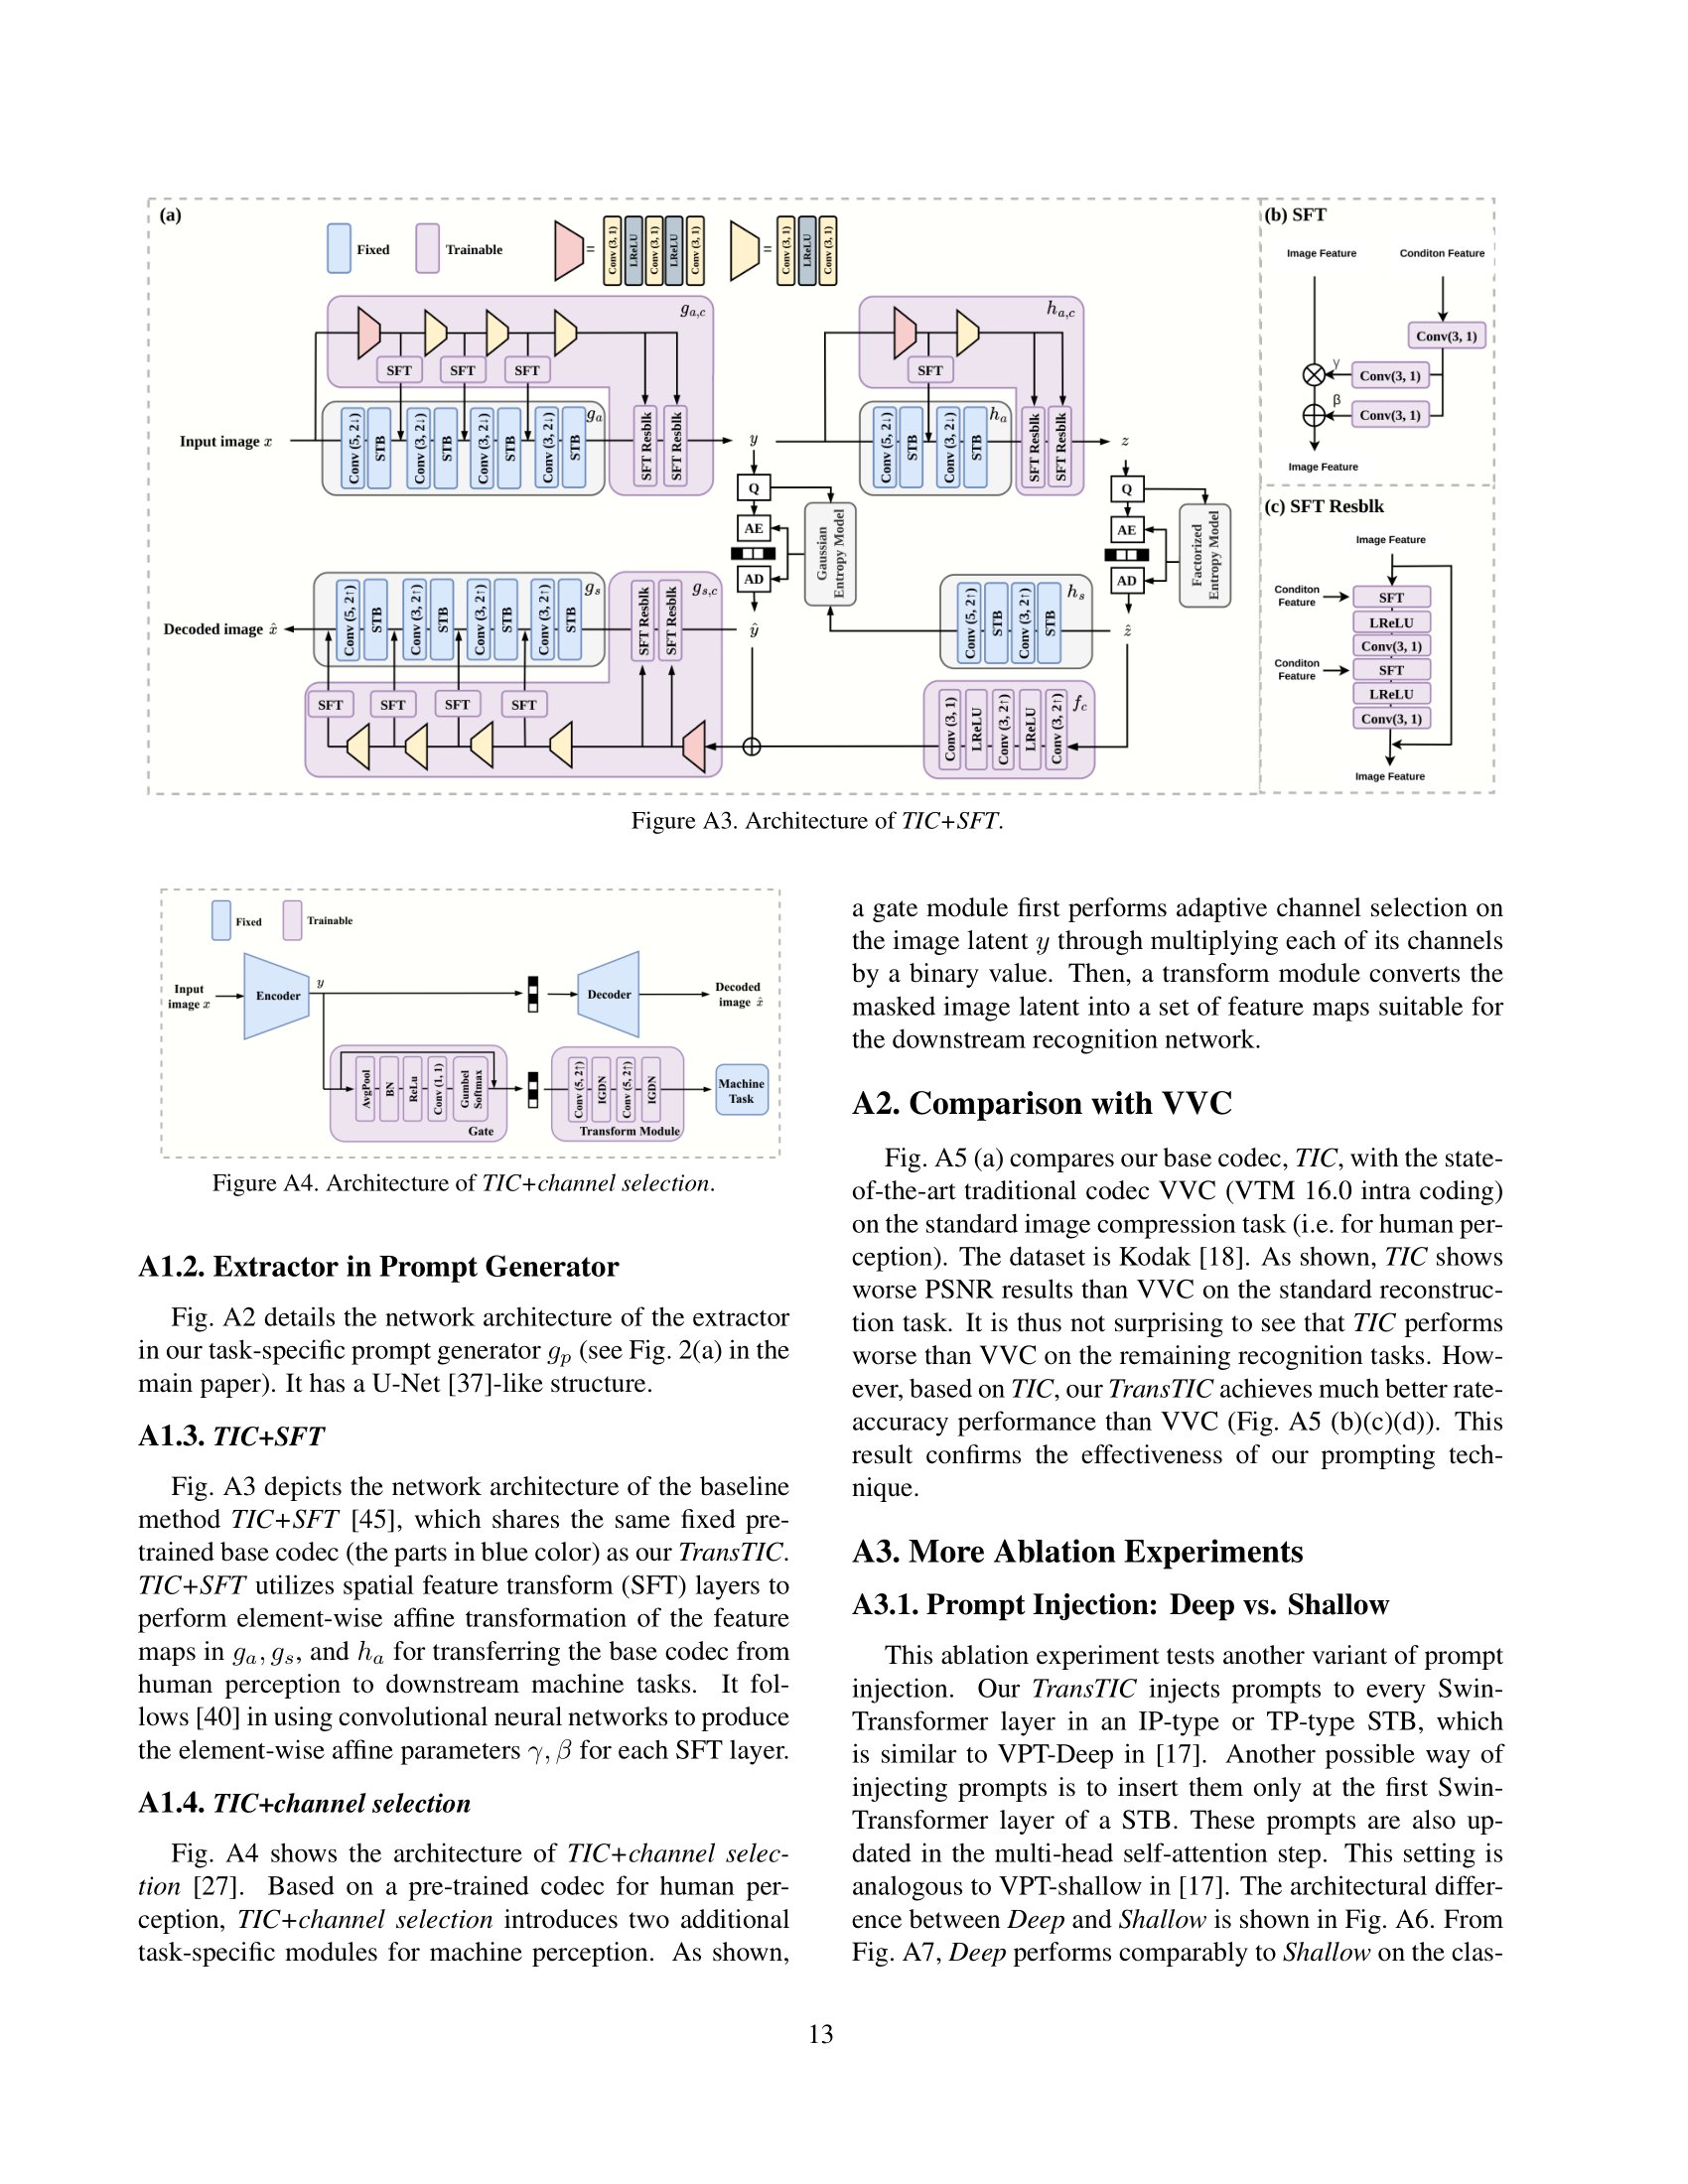 (a)
Fixed
Trainable
=
Conv (3, 1)
LReLU
Conv (3, 1)
LReLU
Conv (3, 1)
=
Conv (3, 1)
LReLU
Conv (3, 1)
g_{a,c}
SFT
SFT
SFT
Input image x
Conv (5, 2↓)
STB
Conv (3, 2↓)
STB
Conv (3, 2↓)
STB
Conv (3, 2↓)
STB
g_a
SFT Resblk
SFT Resblk
y
h_{a,c}
SFT
Conv (5, 2↓)
STB
Conv (3, 2↓)
STB
h_a
SFT Resblk
SFT Resblk
z
Q
AE
AD
Gaussian
Entropy Model
Q
AE
AD
Factorized
Entropy Model
Decoded image x̂
Conv (5, 2↑)
STB
Conv (3, 2↑)
STB
Conv (3, 2↑)
STB
Conv (3, 2↑)
STB
g_s
SFT Resblk
SFT Resblk
g_{s,c}
ŷ
Conv (5, 2↑)
STB
Conv (3, 2↑)
STB
h_s
ẑ
SFT
SFT
SFT
SFT
Conv (3, 1)
LReLU
Conv (3, 2↑)
LReLU
Conv (3, 2↑)
f_c
(b) SFT
Image Feature
Conditon Feature
Conv(3, 1)
γ
Conv(3, 1)
β
Conv(3, 1)
Image Feature
(c) SFT Resblk
Image Feature
Conditon
Feature
SFT
LReLU
Conv(3, 1)
Conditon
Feature
SFT
LReLU
Conv(3, 1)
Image Feature
Figure A3. Architecture of TIC+SFT.
Fixed
Trainable
Input
image x
Encoder
y
Decoder
Decoded
image x̂
AvgPool
BN
ReLu
Conv (1, 1)
Gumbel
Softmax
Gate
Conv (5, 2↑)
IGDN
Conv (5, 2↑)
IGDN
Transform Module
Machine
Task
Figure A4. Architecture of TIC+channel selection.
A1.2. Extractor in Prompt Generator
Fig. A2 details the network architecture of the extractor
in our task-specific prompt generator g_p (see Fig. 2(a) in the
main paper). It has a U-Net [37]-like structure.
A1.3. TIC+SFT
Fig. A3 depicts the network architecture of the baseline
method TIC+SFT [45], which shares the same fixed pre-
trained base codec (the parts in blue color) as our TransTIC.
TIC+SFT utilizes spatial feature transform (SFT) layers to
perform element-wise affine transformation of the feature
maps in g_a, g_s, and h_a for transferring the base codec from
human perception to downstream machine tasks. It fol-
lows [40] in using convolutional neural networks to produce
the element-wise affine parameters γ, β for each SFT layer.
A1.4. TIC+channel selection
Fig. A4 shows the architecture of TIC+channel selec-
tion [27]. Based on a pre-trained codec for human per-
ception, TIC+channel selection introduces two additional
task-specific modules for machine perception. As shown,
a gate module first performs adaptive channel selection on
the image latent y through multiplying each of its channels
by a binary value. Then, a transform module converts the
masked image latent into a set of feature maps suitable for
the downstream recognition network.
A2. Comparison with VVC
Fig. A5 (a) compares our base codec, TIC, with the state-
of-the-art traditional codec VVC (VTM 16.0 intra coding)
on the standard image compression task (i.e. for human per-
ception). The dataset is Kodak [18]. As shown, TIC shows
worse PSNR results than VVC on the standard reconstruc-
tion task. It is thus not surprising to see that TIC performs
worse than VVC on the remaining recognition tasks. How-
ever, based on TIC, our TransTIC achieves much better rate-
accuracy performance than VVC (Fig. A5 (b)(c)(d)). This
result confirms the effectiveness of our prompting tech-
nique.
A3. More Ablation Experiments
A3.1. Prompt Injection: Deep vs. Shallow
This ablation experiment tests another variant of prompt
injection. Our TransTIC injects prompts to every Swin-
Transformer layer in an IP-type or TP-type STB, which
is similar to VPT-Deep in [17]. Another possible way of
injecting prompts is to insert them only at the first Swin-
Transformer layer of a STB. These prompts are also up-
dated in the multi-head self-attention step. This setting is
analogous to VPT-shallow in [17]. The architectural differ-
ence between Deep and Shallow is shown in Fig. A6. From
Fig. A7, Deep performs comparably to Shallow on the clas-
13